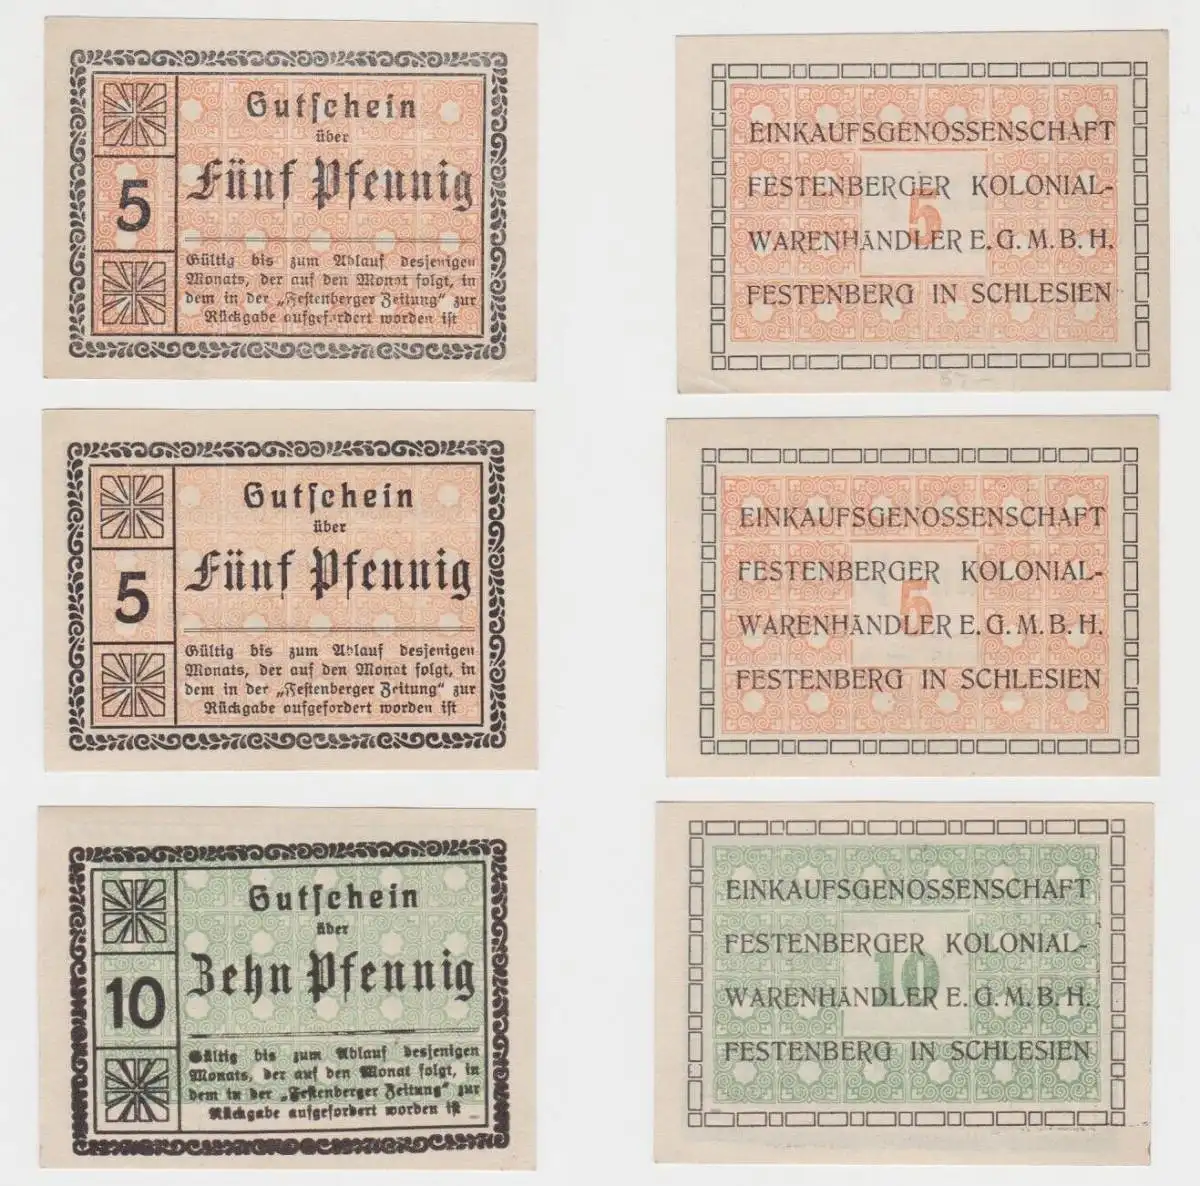 Gutschein
über
Fünf Pfennig
5
Gültig bis zum Ablauf desjenigen
Monats, der auf den Monat folgt, in
dem in der „Festenberger Zeitung" zur
Rückgabe aufgefordert worden ist
EINKAUFSGENOSSENSCHAFT
FESTENBERGER KOLONIAL-
5
WARENHÄNDLER E. G. M. B. H.
FESTENBERG IN SCHLESIEN
Gutschein
über
Fünf Pfennig
5
Gültig bis zum Ablauf desjenigen
Monats, der auf den Monat folgt, in
dem in der „Festenberger Zeitung" zur
Rückgabe aufgefordert worden ist
EINKAUFSGENOSSENSCHAFT
FESTENBERGER KOLONIAL-
5
WARENHÄNDLER E. G. M. B. H.
FESTENBERG IN SCHLESIEN
Gutschein
über
Zehn Pfennig
10
Gültig bis zum Ablauf desjenigen
Monats, der auf den Monat folgt, in
dem in der „Festenberger Zeitung" zur
Rückgabe aufgefordert worden ist
EINKAUFSGENOSSENSCHAFT
FESTENBERGER KOLONIAL-
10
WARENHÄNDLER E. G. M. B. H.
FESTENBERG IN SCHLESIEN